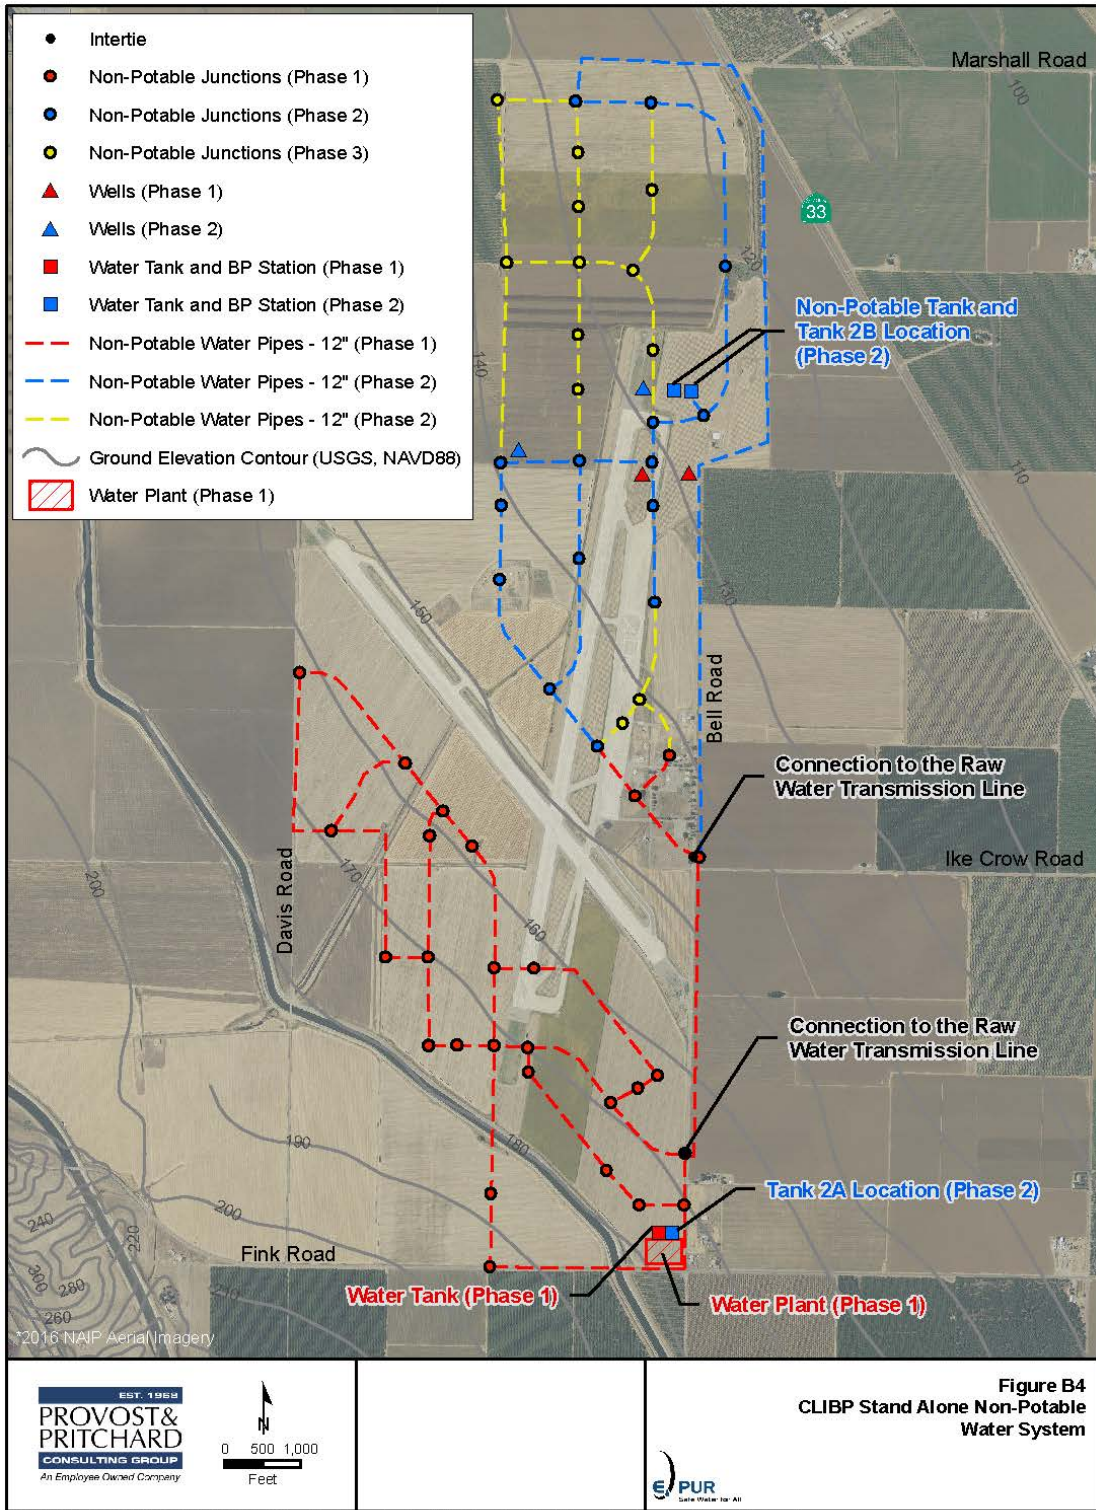 Intertie
Non-Potable Junctions (Phase 1)
Non-Potable Junctions (Phase 2)
Non-Potable Junctions (Phase 3)
Wells (Phase 1)
Wells (Phase 2)
Water Tank and BP Station (Phase 1)
Water Tank and BP Station (Phase 2)
Non-Potable Water Pipes - 12" (Phase 1)
Non-Potable Water Pipes - 12" (Phase 2)
Non-Potable Water Pipes - 12" (Phase 2)
Ground Elevation Contour (USGS, NAVD88)
Water Plant (Phase 1)
Marshall Road
100
33
120
Non-Potable Tank and
Tank 2B Location
(Phase 2)
140
110
130
150
Bell Road
Connection to the Raw
Water Transmission Line
Ike Crow Road
170
200
Davis Road
160
Connection to the Raw
Water Transmission Line
180
190
Tank 2A Location (Phase 2)
200
240
220
Fink Road
300
280
210
260
Water Tank (Phase 1)
Water Plant (Phase 1)
*2016 NAIP Aerial Imagery
EST. 1968
PROVOST&
PRITCHARD
CONSULTING GROUP
An Employee Owned Company
N
0 500 1,000
Feet
Figure B4
CLIBP Stand Alone Non-Potable
Water System
PUR
Safe Water for All